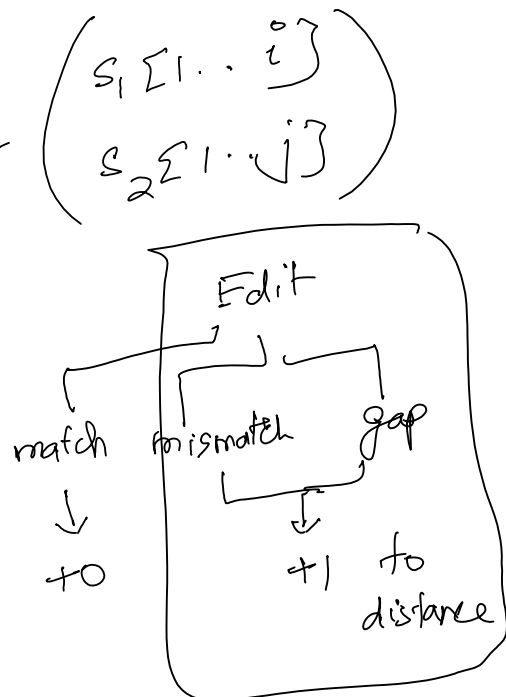 S₁[1..i]
S₂[1..j]
Edit
match mismatch gap
+0 +1 to
distance